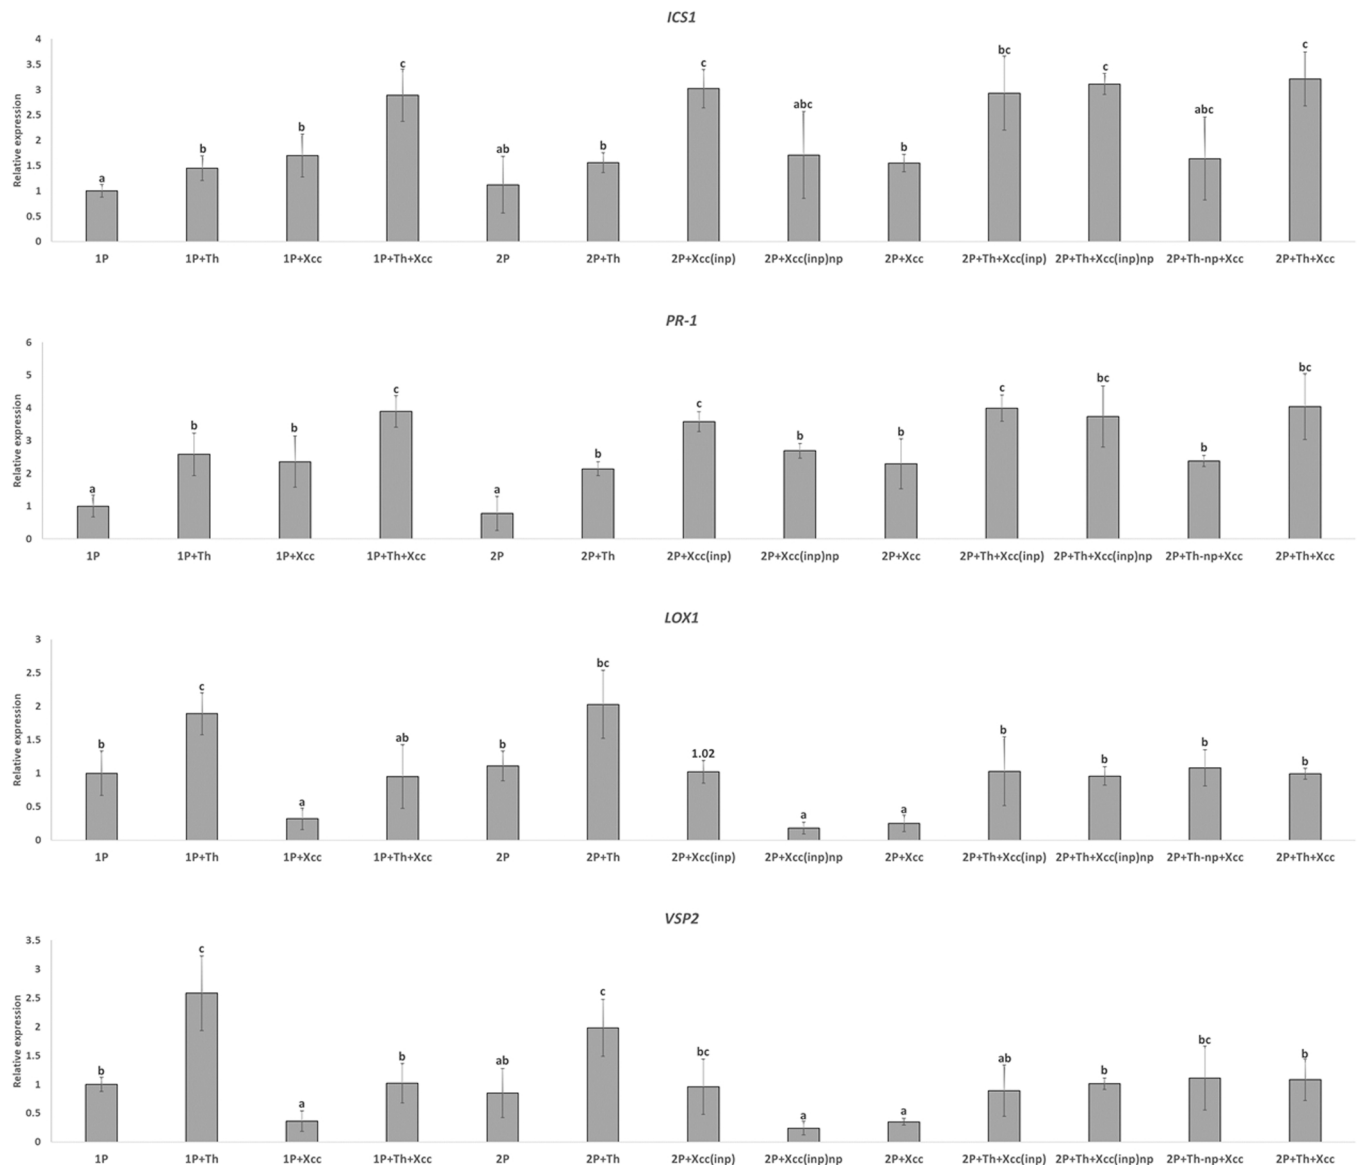 ICS1
Relative expression
4
3.5
3
2.5
2
1.5
1
0.5
0
a
b
b
c
ab
b
c
abc
b
bc
c
abc
c
1P
1P+Th
1P+Xcc
1P+Th+Xcc
2P
2P+Th
2P+Xcc(inp)
2P+Xcc(inp)np
2P+Xcc
2P+Th+Xcc(inp)
2P+Th+Xcc(inp)np
2P+Th-np+Xcc
2P+Th+Xcc
PR-1
Relative expression
6
5
4
3
2
1
0
a
b
b
c
a
b
c
b
b
c
bc
b
bc
1P
1P+Th
1P+Xcc
1P+Th+Xcc
2P
2P+Th
2P+Xcc(inp)
2P+Xcc(inp)np
2P+Xcc
2P+Th+Xcc(inp)
2P+Th+Xcc(inp)np
2P+Th-np+Xcc
2P+Th+Xcc
LOX1
Relative expression
3
2.5
2
1.5
1
0.5
0
b
c
a
ab
b
bc
1.02
a
a
b
b
b
b
1P
1P+Th
1P+Xcc
1P+Th+Xcc
2P
2P+Th
2P+Xcc(inp)
2P+Xcc(inp)np
2P+Xcc
2P+Th+Xcc(inp)
2P+Th+Xcc(inp)np
2P+Th-np+Xcc
2P+Th+Xcc
VSP2
Relative expression
3.5
3
2.5
2
1.5
1
0.5
0
b
c
a
b
ab
c
bc
a
a
ab
b
bc
b
1P
1P+Th
1P+Xcc
1P+Th+Xcc
2P
2P+Th
2P+Xcc(inp)
2P+Xcc(inp)np
2P+Xcc
2P+Th+Xcc(inp)
2P+Th+Xcc(inp)np
2P+Th-np+Xcc
2P+Th+Xcc